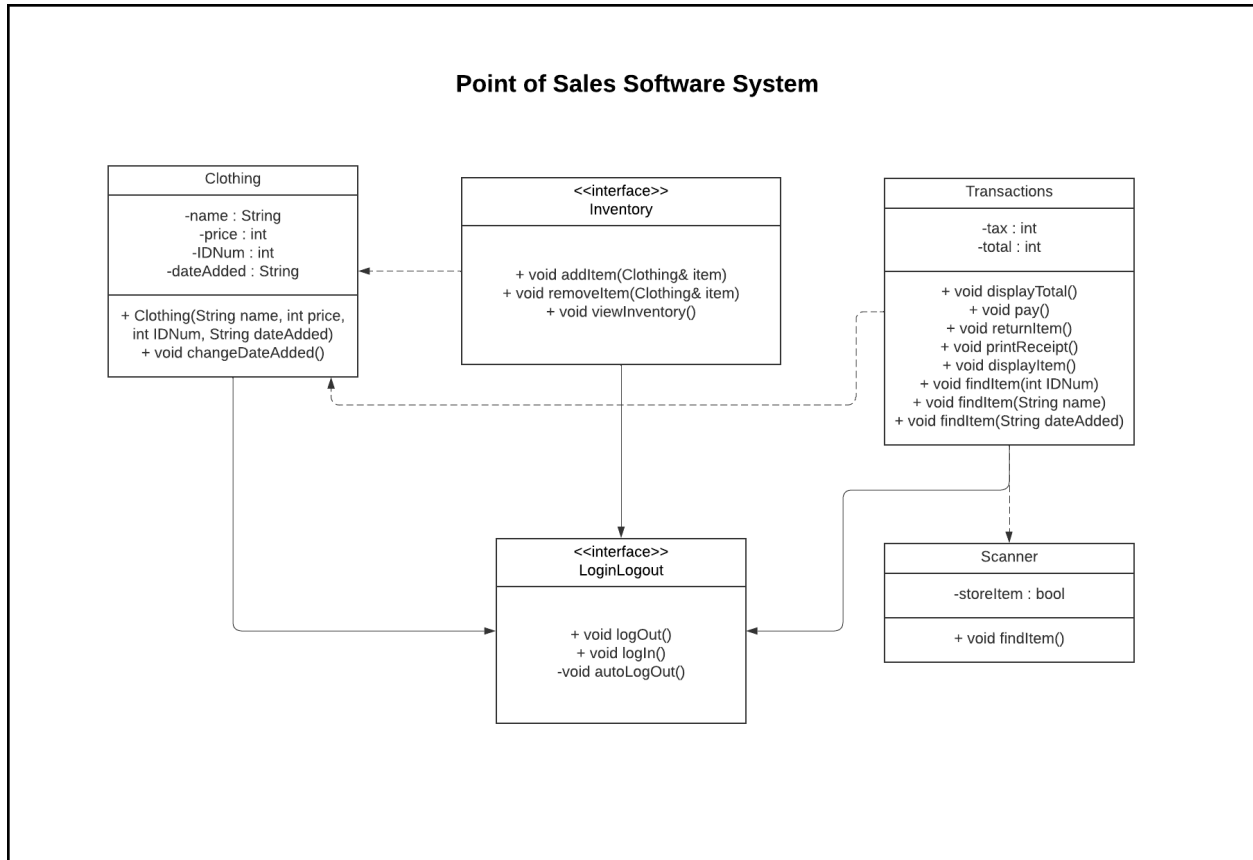 Point of Sales Software System
Clothing
-name : String
-price : int
-IDNum : int
-dateAdded : String
+ Clothing(String name, int price,
int IDNum, String dateAdded)
+ void changeDateAdded()
<<interface>>
Inventory
+ void addItem(Clothing& item)
+ void removeItem(Clothing& item)
+ void viewInventory()
Transactions
-tax : int
-total : int
+ void displayTotal()
+ void pay()
+ void returnItem()
+ void printReceipt()
+ void displayItem()
+ void findItem(int IDNum)
+ void findItem(String name)
+ void findItem(String dateAdded)
<<interface>>
LoginLogout
+ void logOut()
+ void logIn()
-void autoLogOut()
Scanner
-storeItem : bool
+ void findItem()